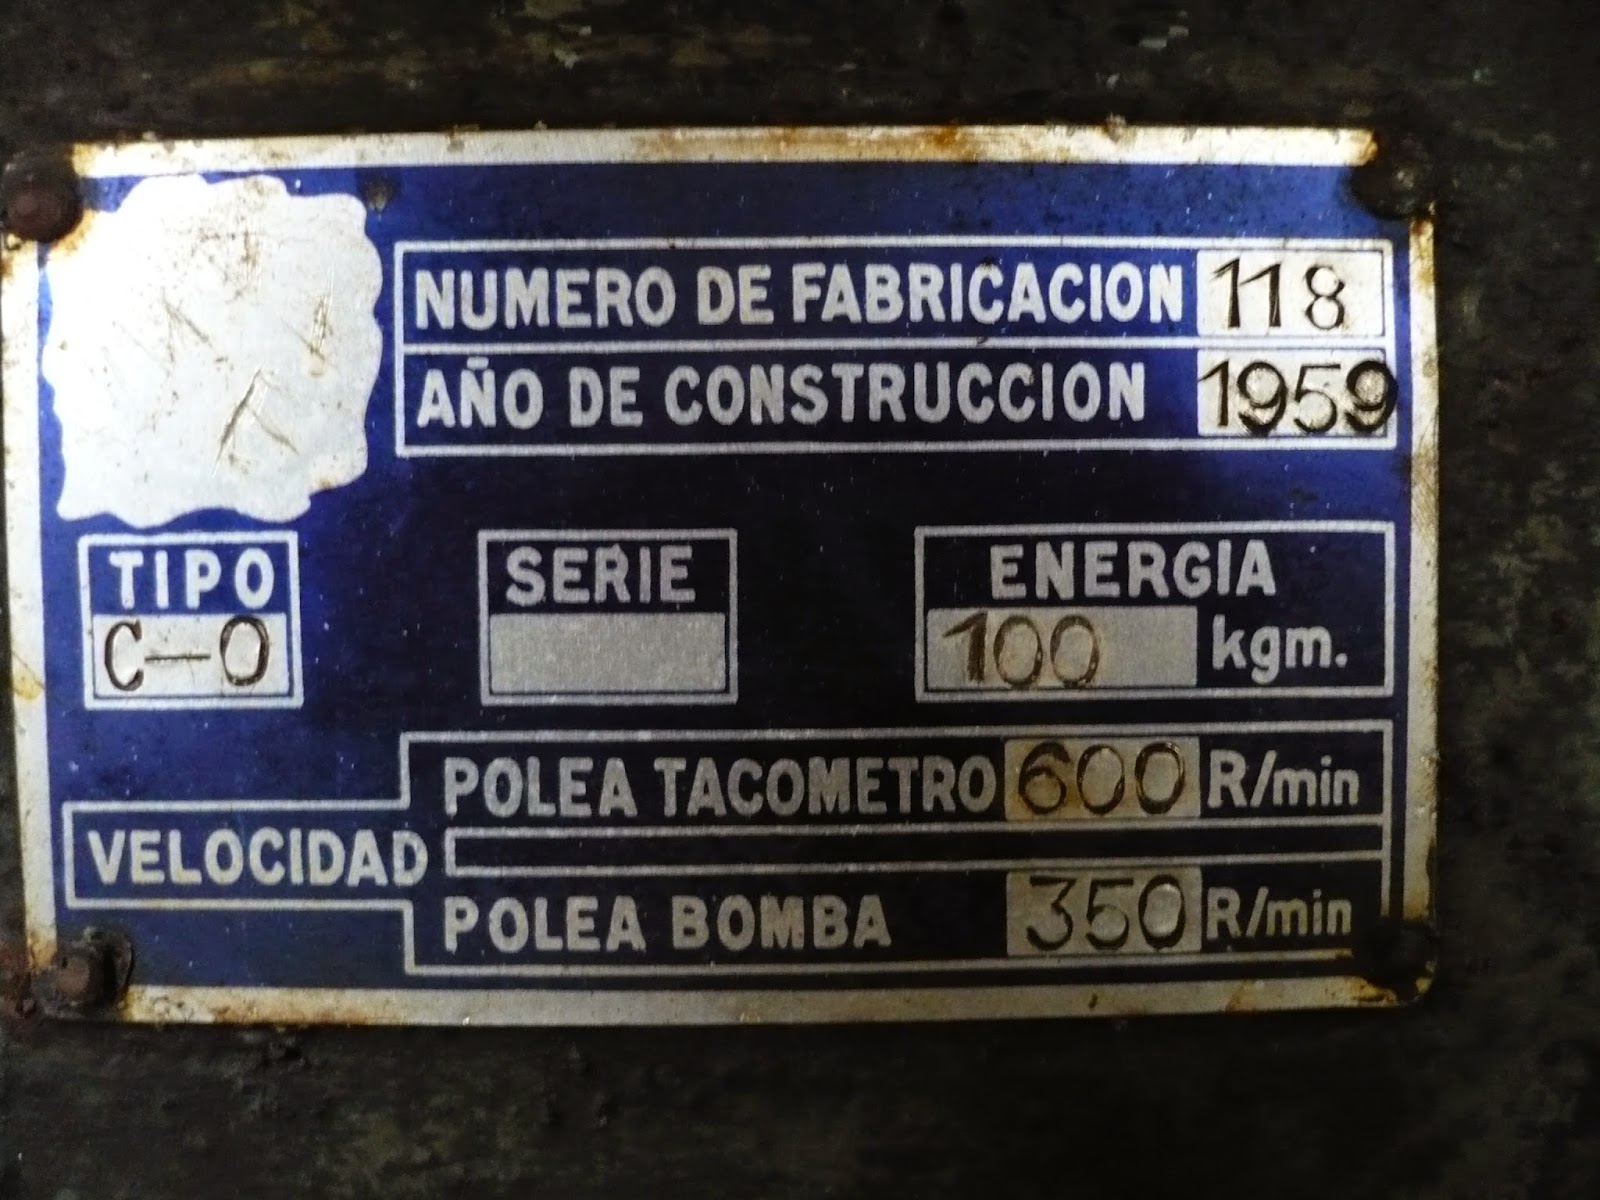 NUMERO DE FABRICACION 118
AÑO DE CONSTRUCCION 1959
TIPO
C-0
SERIE
ENERGIA
100 kgm.
VELOCIDAD
POLEA TACOMETRO 600 R/min
POLEA BOMBA 350 R/min